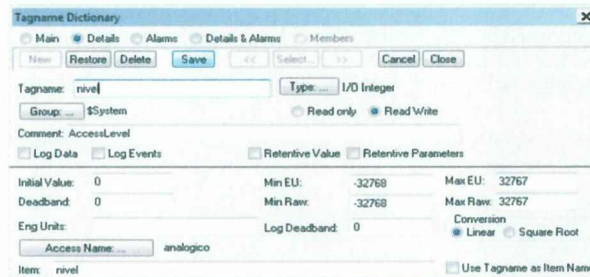 Tagname Dictionary
Main Details Alarms Details & Alarms Members
New Restore Delete Save << Select... >> Cancel Close
Tagname: nivel Type: ... I/O Integer
Group: ... $System Read only Read Write
Comment: AccessLevel
Log Data Log Events Retentive Value Retentive Parameters
Initial Value: 0 Min EU: -32768 Max EU: 32767
Deadband: 0 Min Raw: -32768 Max Raw: 32767
Eng Units: Log Deadband: 0 Conversion
Linear Square Root
Access Name: ... analogico
Item: nivel Use Tagname as Item Name